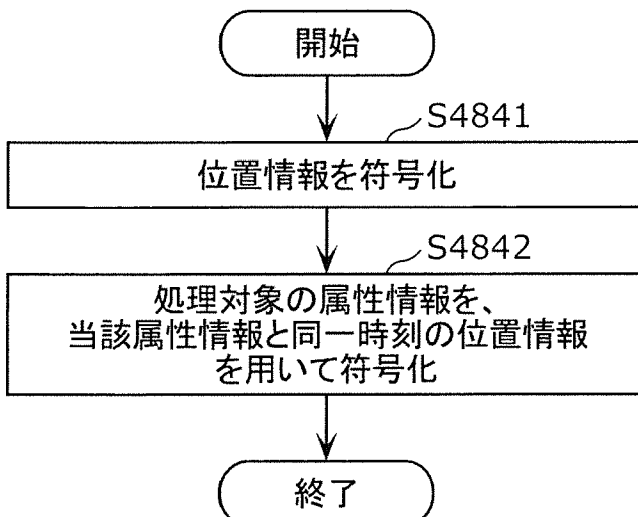 開始
S4841
位置情報を符号化
S4842
処理対象の属性情報を、
当該属性情報と同一時刻の位置情報
を用いて符号化
終了